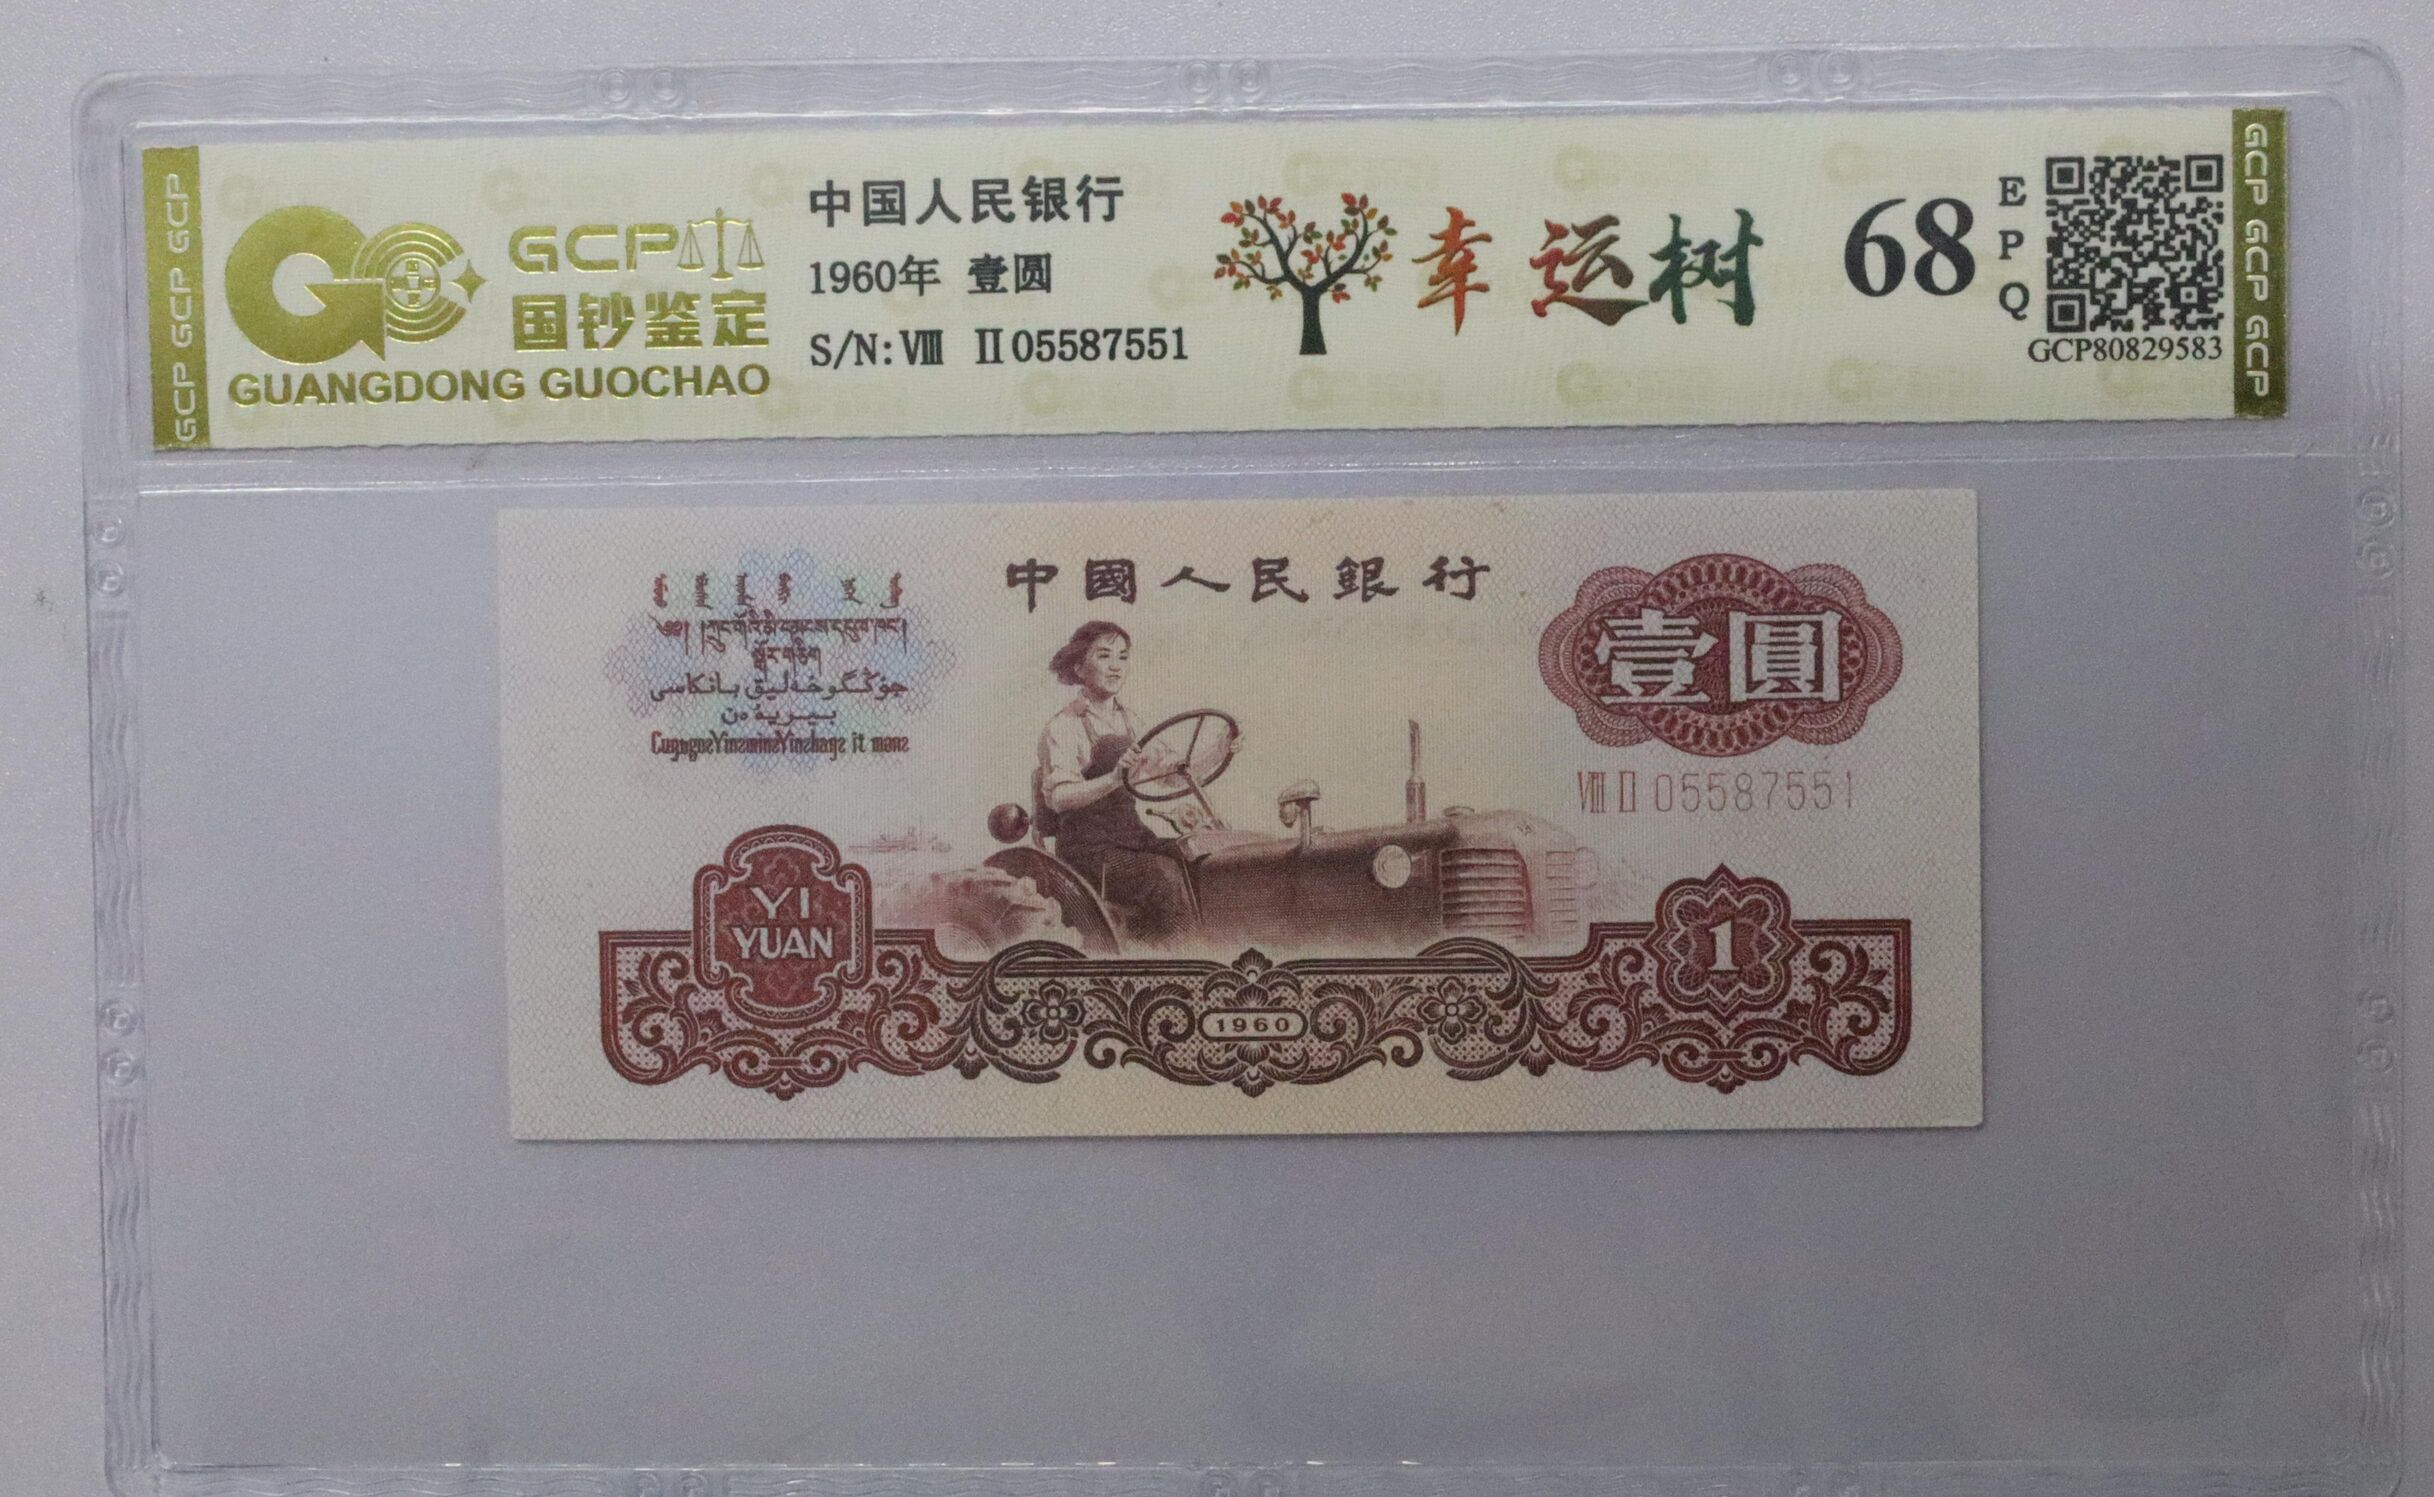 GCP GCP GCP
GCP
国钞鉴定
GUANGDONG GUOCHAO
中国人民银行
1960年 壹圆
S/N: Ⅷ Ⅱ05587551
幸运树
68
E
P
Q
GCP80829583
GCP GCP GCP
中國人民銀行
壹圓
Ⅷ Ⅱ 05587551
YI
YUAN
1960
1